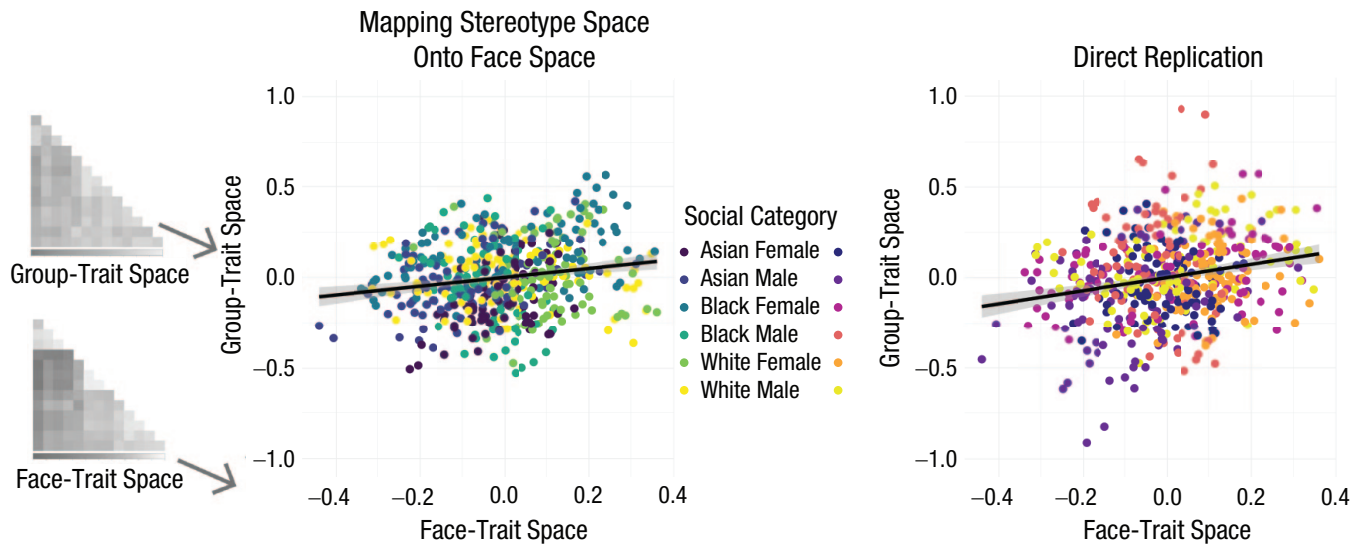 Mapping Stereotype Space
Onto Face Space
Direct Replication
Group-Trait Space
Face-Trait Space
Group-Trait Space
1.0
0.5
0.0
−0.5
−1.0
−0.4
−0.2
0.0
0.2
0.4
Face-Trait Space
Social Category
Asian Female
Asian Male
Black Female
Black Male
White Female
White Male
Group-Trait Space
1.0
0.5
0.0
−0.5
−1.0
−0.4
−0.2
0.0
0.2
0.4
Face-Trait Space